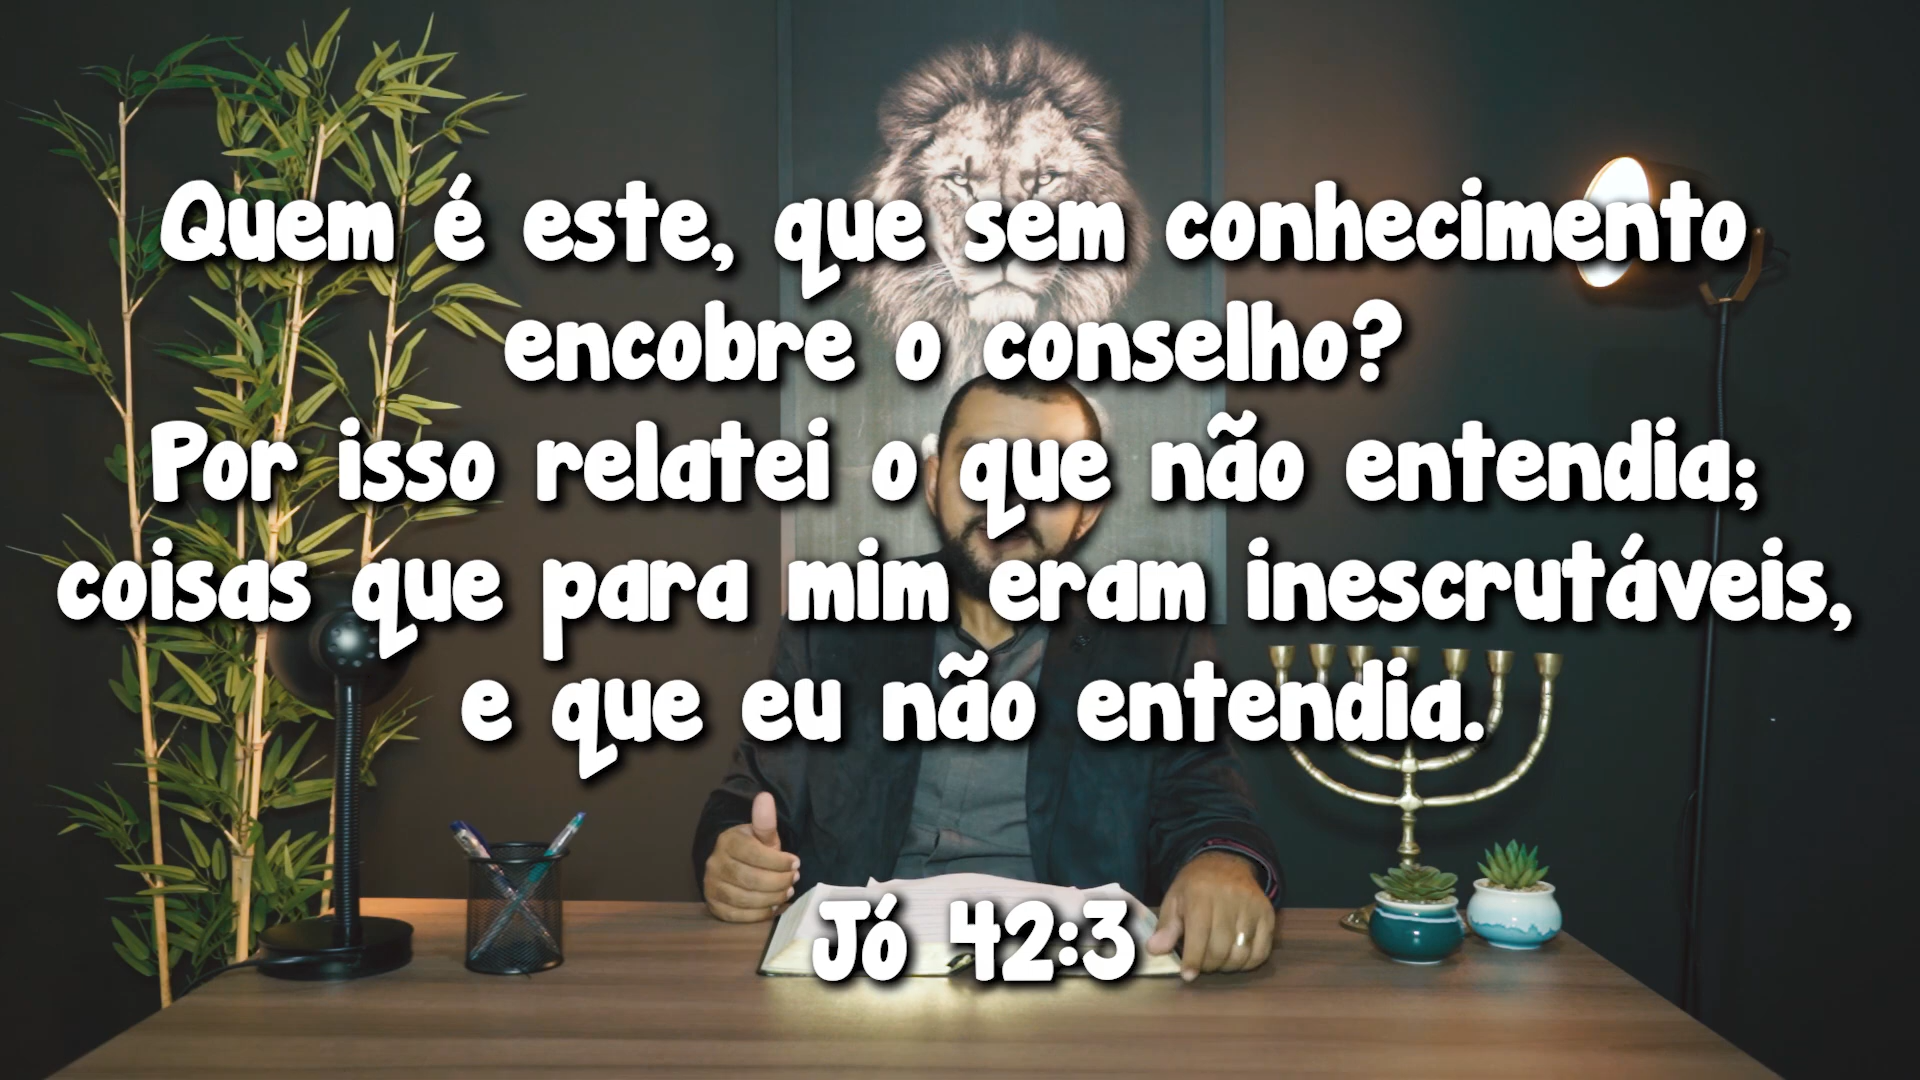 Quem é este, que sem conhecimento
encobre o conselho?
Por isso relatei o que não entendia;
coisas que para mim eram inescrutáveis,
e que eu não entendia.
Jó 42:3